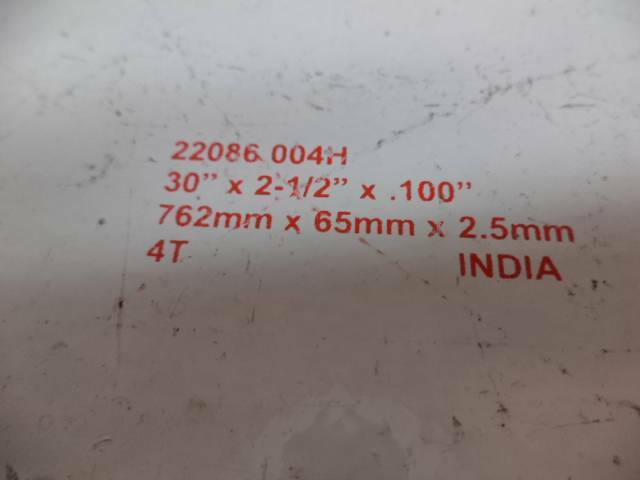 22086 004H
30” x 2-1/2” x .100”
762mm x 65mm x 2.5mm
4T INDIA